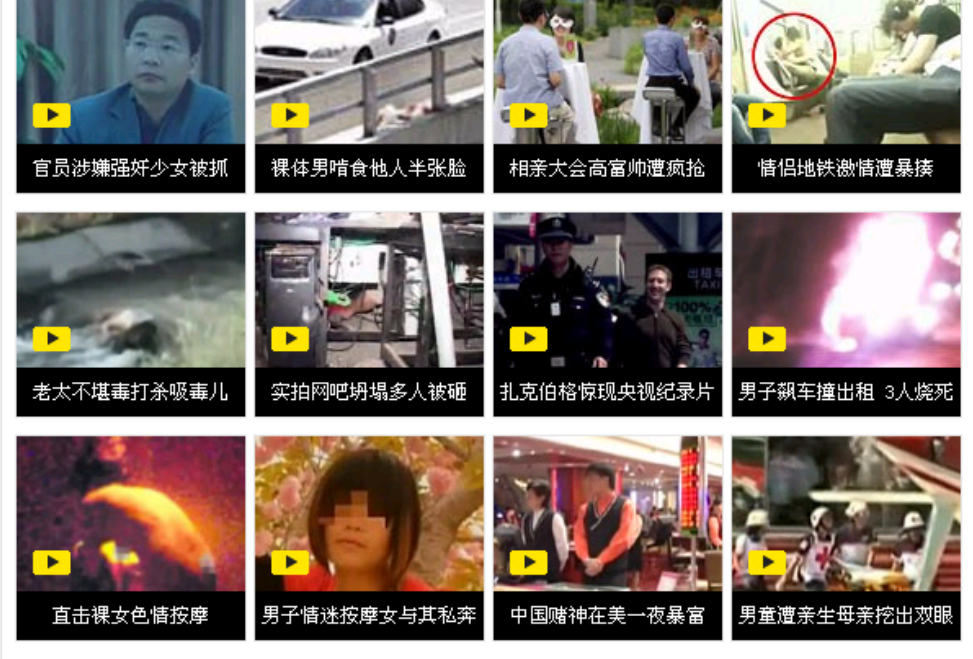 官员涉嫌强奸少女被抓
裸体男啃食他人半张脸
相亲大会高富帅遭疯抢
情侣地铁激情遭暴揍
出租
TAXI
100%
老太不堪毒打杀吸毒儿
实拍网吧坍塌多人被砸
扎克伯格惊现央视纪录片
男子飙车撞出租 3人烧死
直击裸女色情按摩
男子情迷按摩女与其私奔
中国赌神在美一夜暴富
男童遭亲生母亲挖出双眼